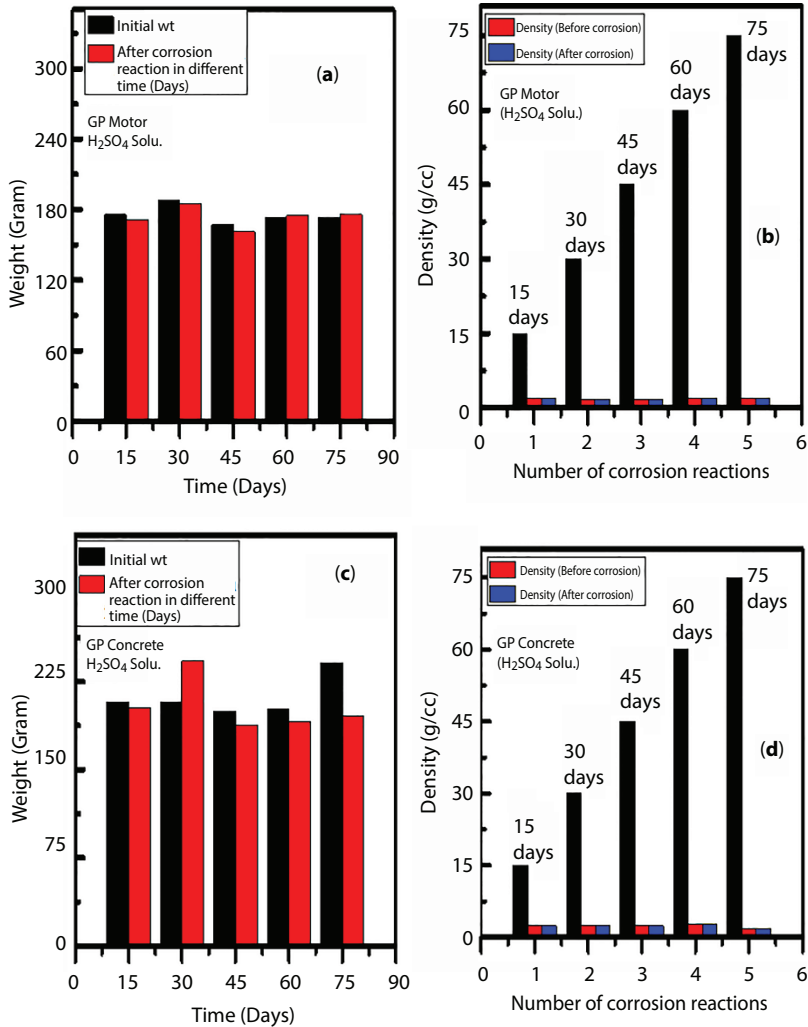 Initial wt
After corrosion
reaction in different
time (Days)
(a)
GP Motor
H₂SO₄ Solu.
300
240
180
120
60
0
Weight (Gram)
0 15 30 45 60 75 90
Time (Days)
Density (Before corrosion)
Density (After corrosion)
GP Motor
(H₂SO₄ Solu.)
(b)
15
days
30
days
45
days
60
days
75
days
75
60
45
30
15
0
Density (g/cc)
0 1 2 3 4 5 6
Number of corrosion reactions
Initial wt
After corrosion
reaction in different
time (Days)
(c)
GP Concrete
H₂SO₄ Solu.
300
225
150
75
0
Weight (Gram)
0 15 30 45 60 75 90
Time (Days)
Density (Before corrosion)
Density (After corrosion)
GP Concrete
(H₂SO₄ Solu.)
(d)
15
days
30
days
45
days
60
days
75
days
75
60
45
30
15
0
Density (g/cc)
0 1 2 3 4 5 6
Number of corrosion reactions